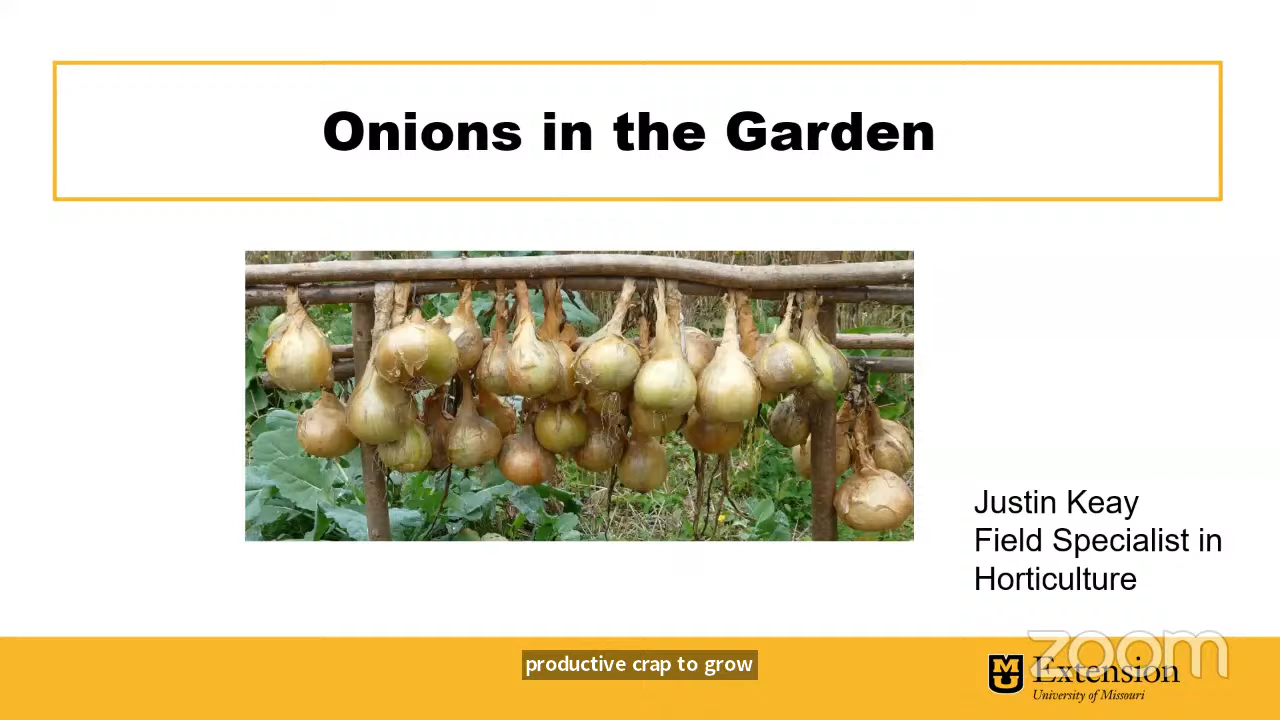 Onions in the Garden
Justin Keay
Field Specialist in
Horticulture
productive crap to grow
zoom
MU Extension
University of Missouri